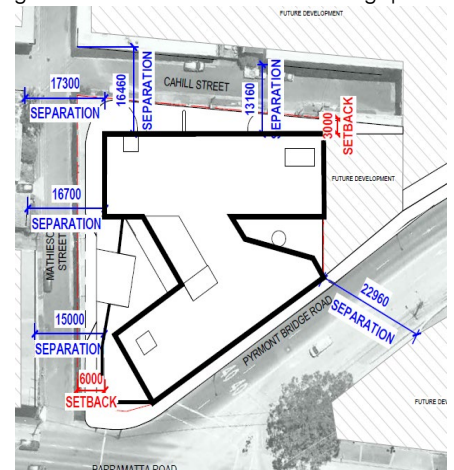 FUTURE DEVELOPMENT
17300
SEPARATION
16460
SEPARATION
CAHILL STREET
13160
SEPARATION
3000
SETBACK
FUTURE DEVELOPMENT
16700
SEPARATION
STREET
22960
SEPARATION
PYRMONT BRIDGE ROAD
15000
SEPARATION
6000
SETBACK
FUTURE DEV
PARRAMATTA ROAD